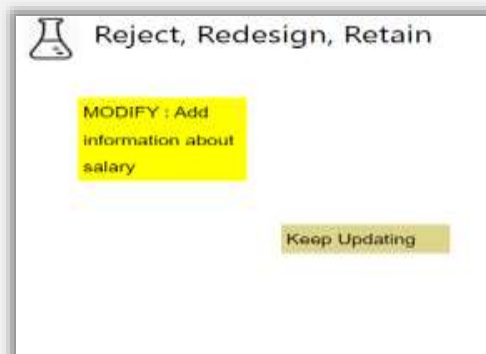 Reject, Redesign, Retain
MODIFY : Add
information about
salary
Keep Updating